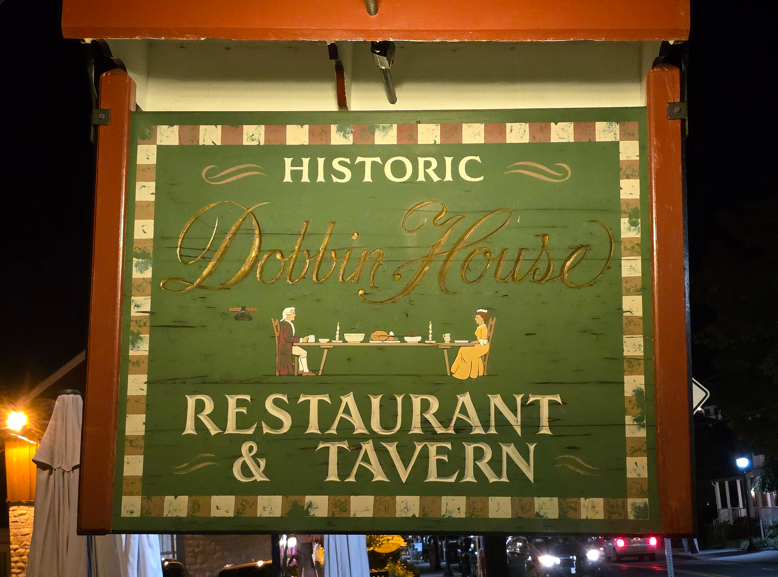 HISTORIC
Dobbin House
RESTAURANT
& TAVERN